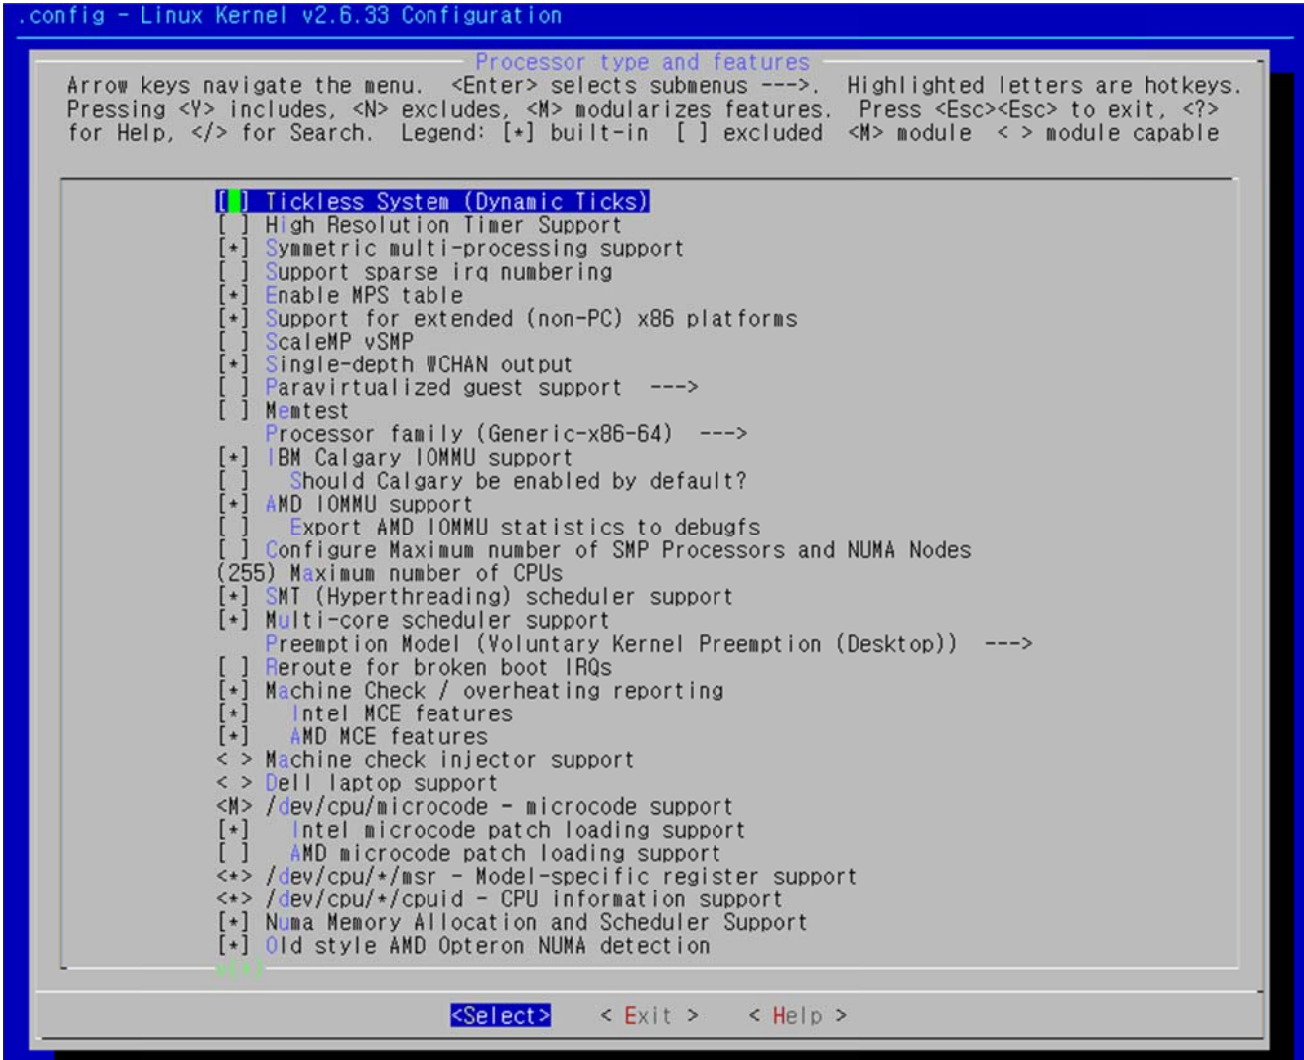 .config - Linux Kernel v2.6.33 Configuration
Processor type and features
Arrow keys navigate the menu.  <Enter> selects submenus --->.  Highlighted letters are hotkeys.
Pressing <Y> includes, <N> excludes, <M> modularizes features.  Press <Esc><Esc> to exit, <?>
for Help, </> for Search.  Legend: [*] built-in  [ ] excluded  <M> module  < > module capable
[ ] Tickless System (Dynamic Ticks)
[ ] High Resolution Timer Support
[*] Symmetric multi-processing support
[ ] Support sparse irq numbering
[*] Enable MPS table
[*] Support for extended (non-PC) x86 platforms
[ ] ScaleMP vSMP
[*] Single-depth WCHAN output
[ ] Paravirtualized guest support  --->
[ ] Memtest
Processor family (Generic-x86-64)  --->
[*] IBM Calgary IOMMU support
[ ]   Should Calgary be enabled by default?
[*] AMD IOMMU support
[ ]   Export AMD IOMMU statistics to debugfs
[ ] Configure Maximum number of SMP Processors and NUMA Nodes
(255) Maximum number of CPUs
[*] SMT (Hyperthreading) scheduler support
[*] Multi-core scheduler support
Preemption Model (Voluntary Kernel Preemption (Desktop))  --->
[ ] Reroute for broken boot IRQs
[*] Machine Check / overheating reporting
[*]   Intel MCE features
[*]   AMD MCE features
< > Machine check injector support
< > Dell laptop support
<M> /dev/cpu/microcode - microcode support
[*]   Intel microcode patch loading support
[ ]   AMD microcode patch loading support
<*> /dev/cpu/*/msr - Model-specific register support
<*> /dev/cpu/*/cpuid - CPU information support
[*] Numa Memory Allocation and Scheduler Support
[*] Old style AMD Opteron NUMA detection
<Select>    < Exit >    < Help >